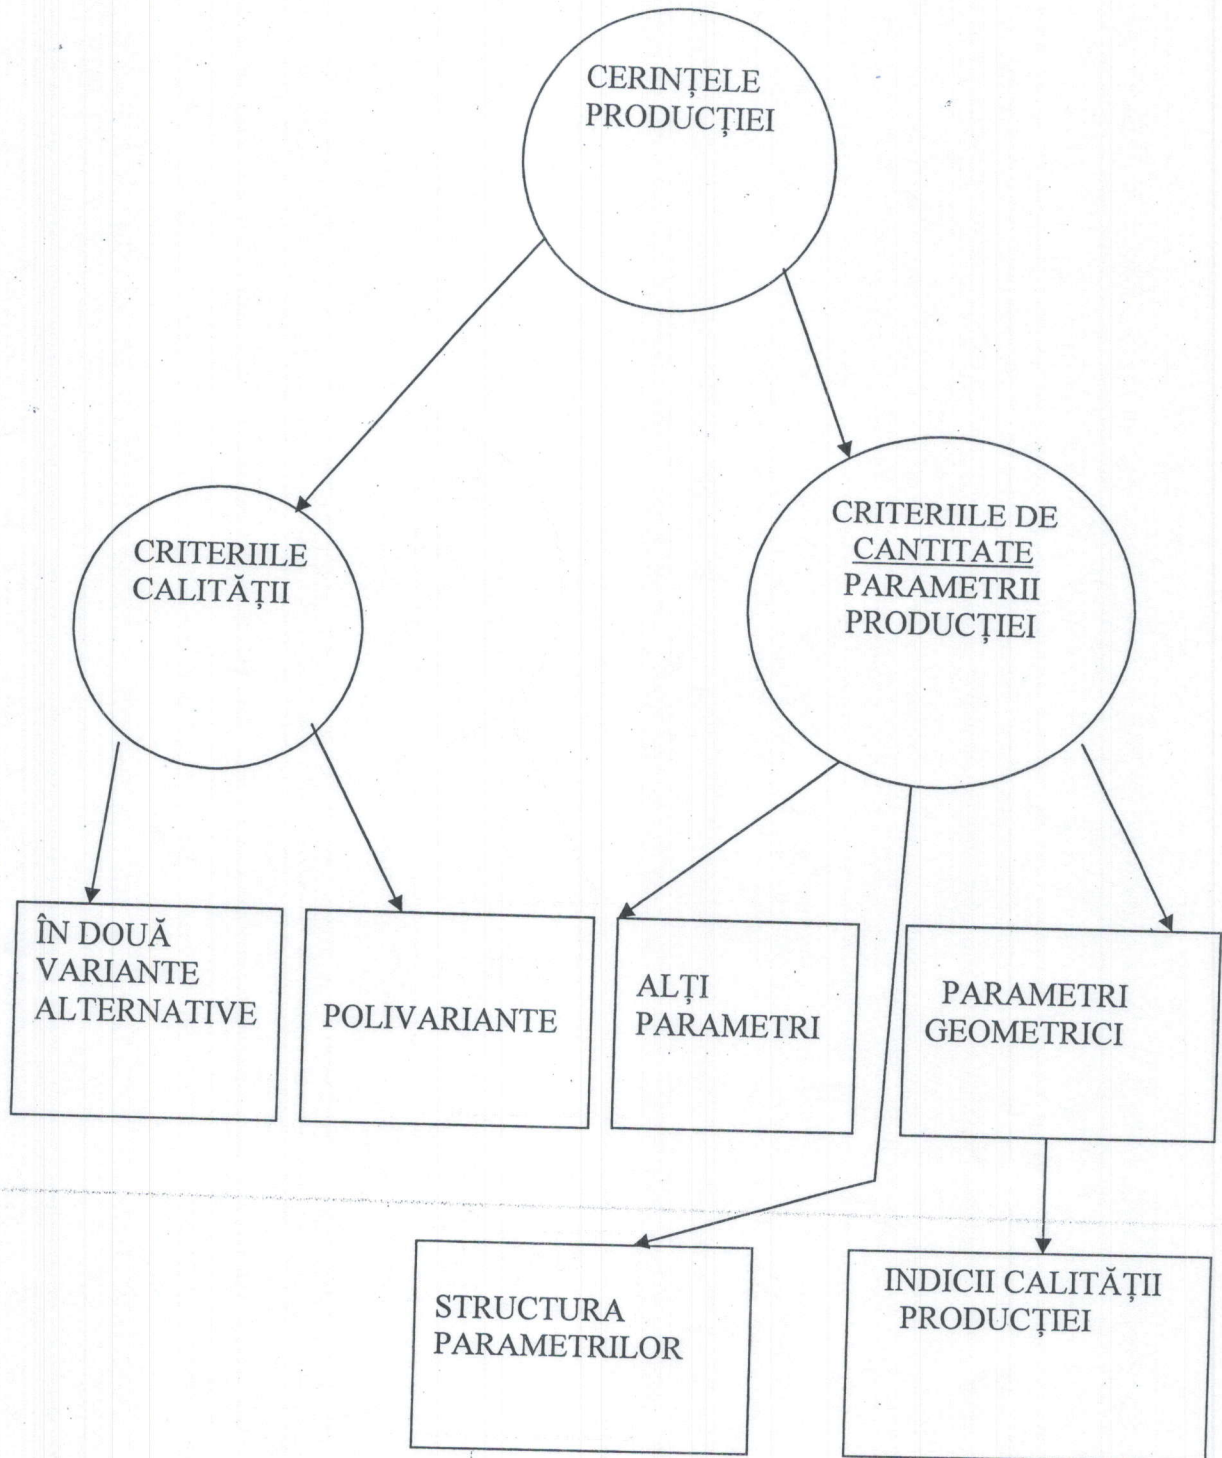 CERINȚELE
PRODUCȚIEI
CRITERIILE
CALITĂȚII
CRITERIILE DE
CANTITATE
PARAMETRII
PRODUCȚIEI
ÎN DOUĂ
VARIANTE
ALTERNATIVE
POLIVARIANTE
ALȚI
PARAMETRI
PARAMETRI
GEOMETRICI
STRUCTURA
PARAMETRILOR
INDICII CALITĂȚII
PRODUCȚIEI